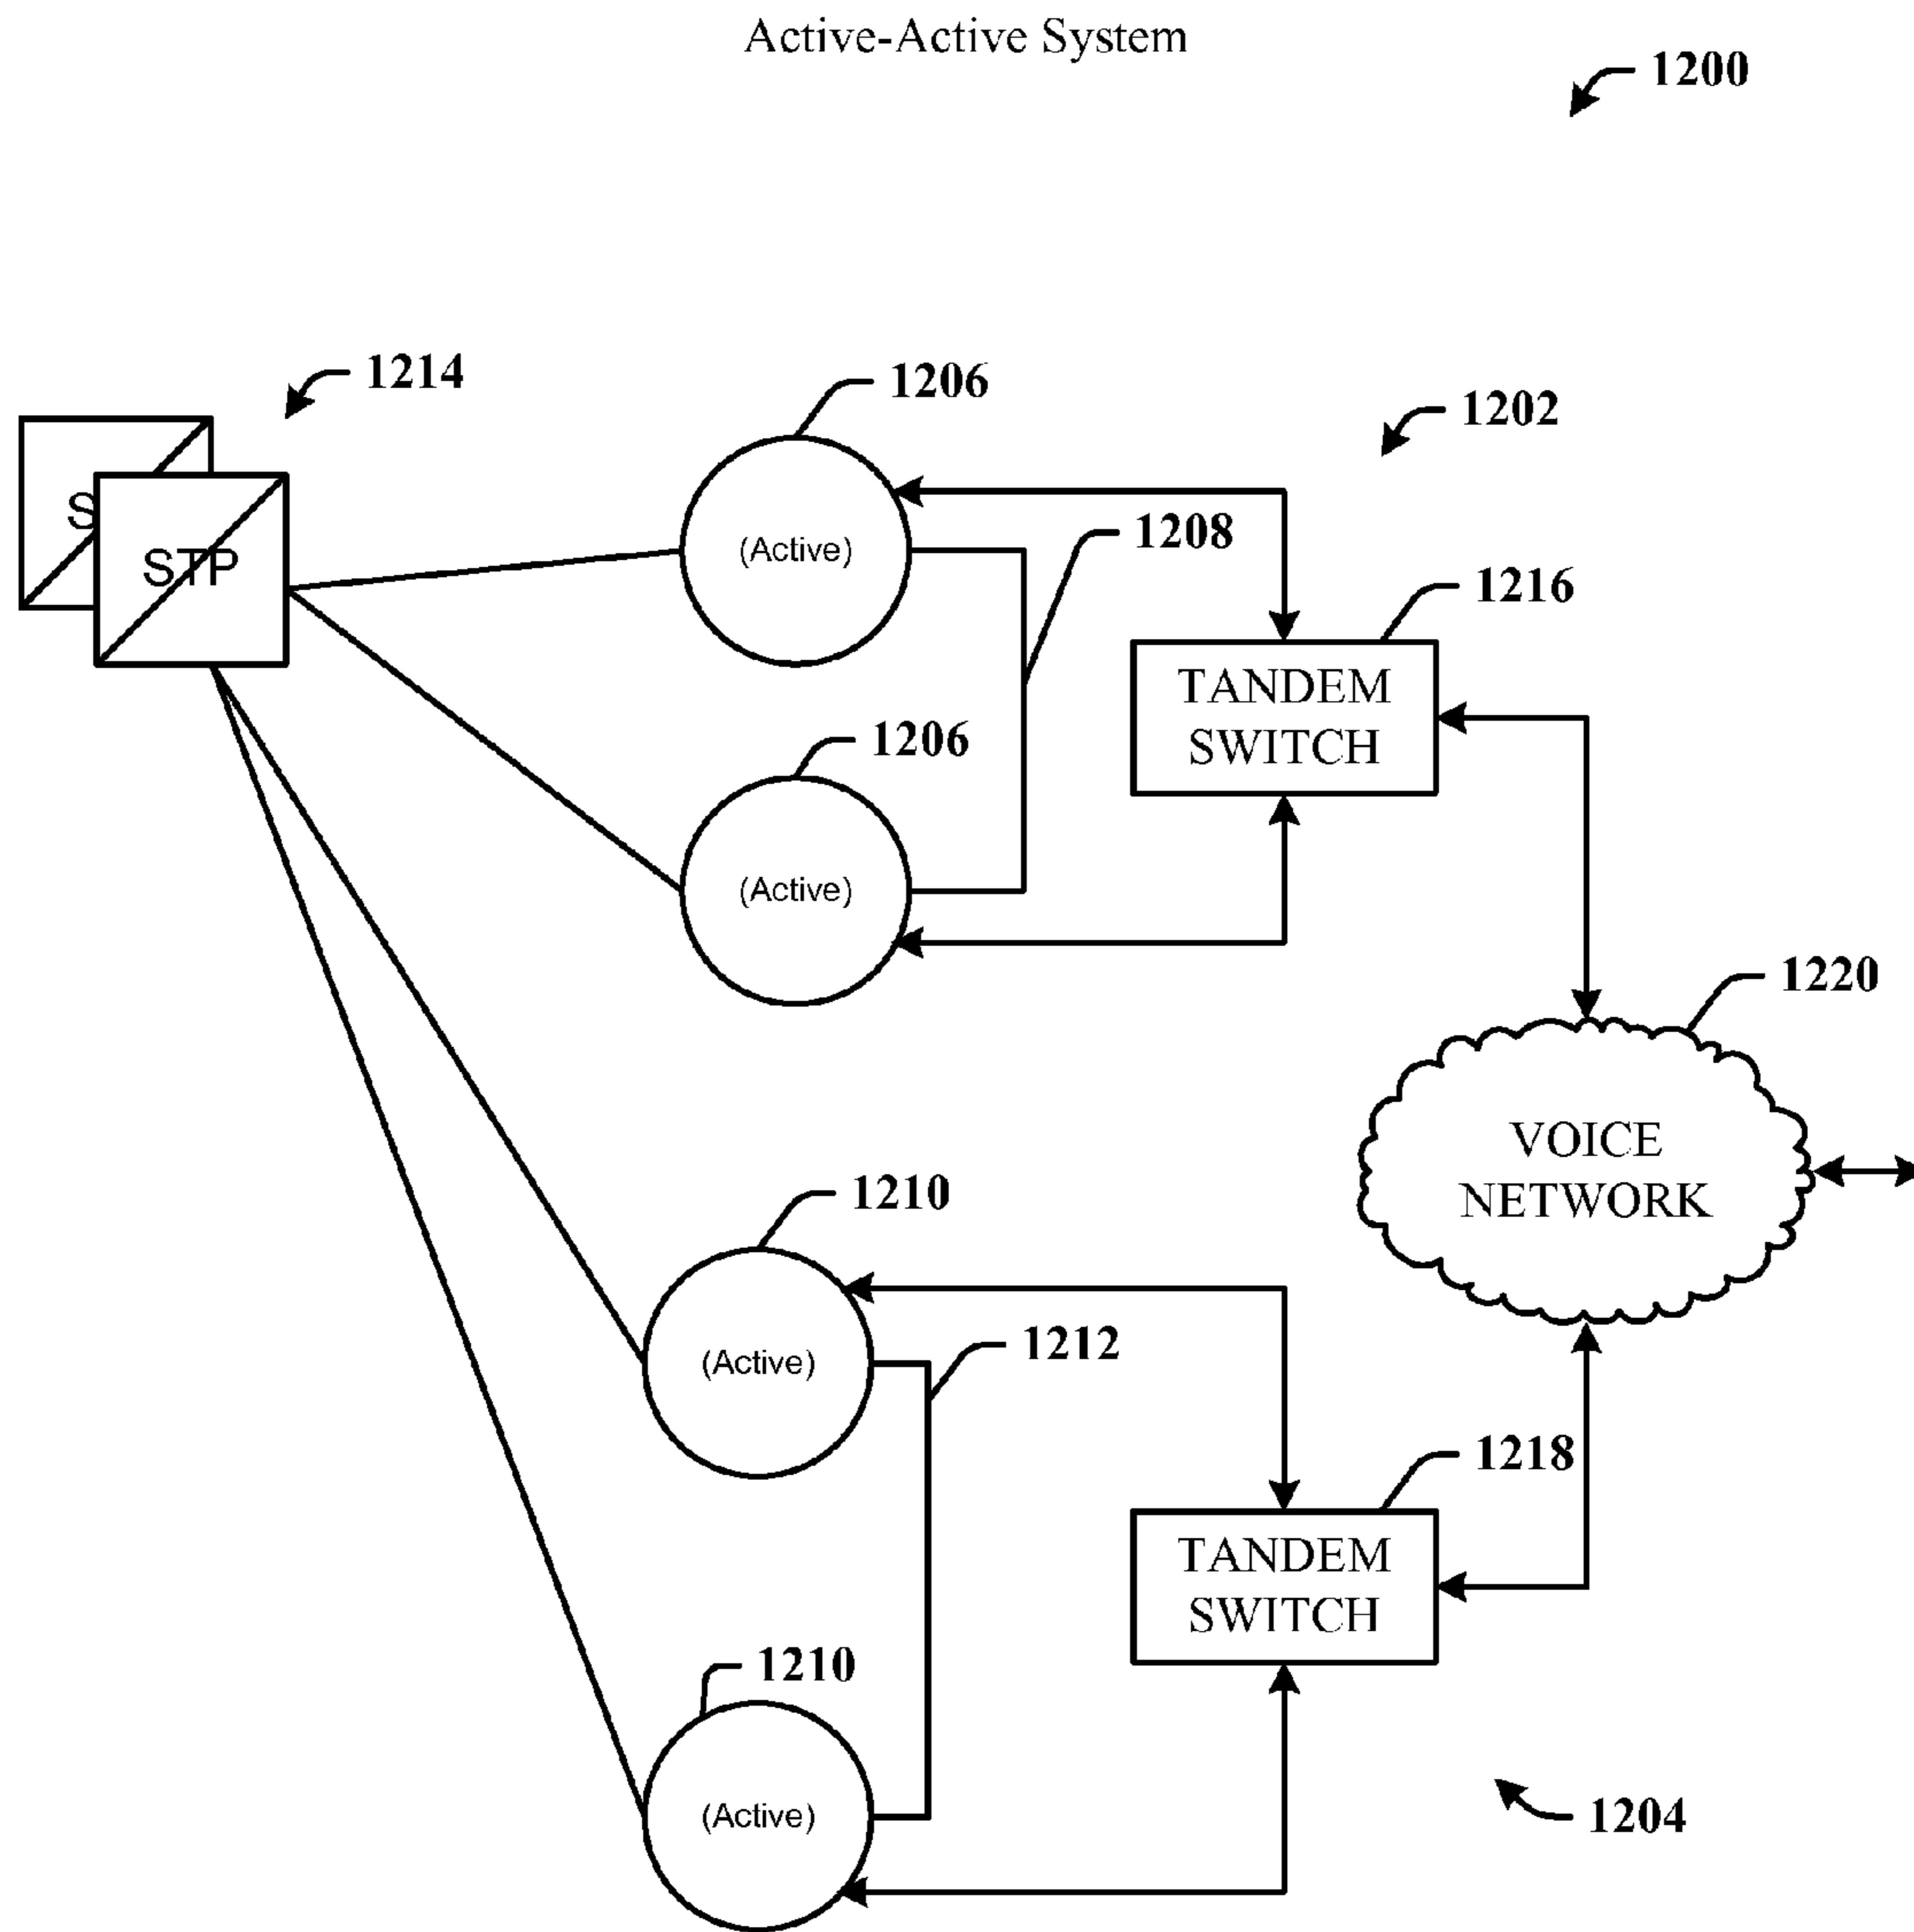 Active-Active System
1200
1214
1206
1202
S
STP
(Active)
1208
1216
TANDEM
SWITCH
1206
(Active)
1220
VOICE
NETWORK
1210
(Active)
1212
1218
TANDEM
SWITCH
1210
(Active)
1204